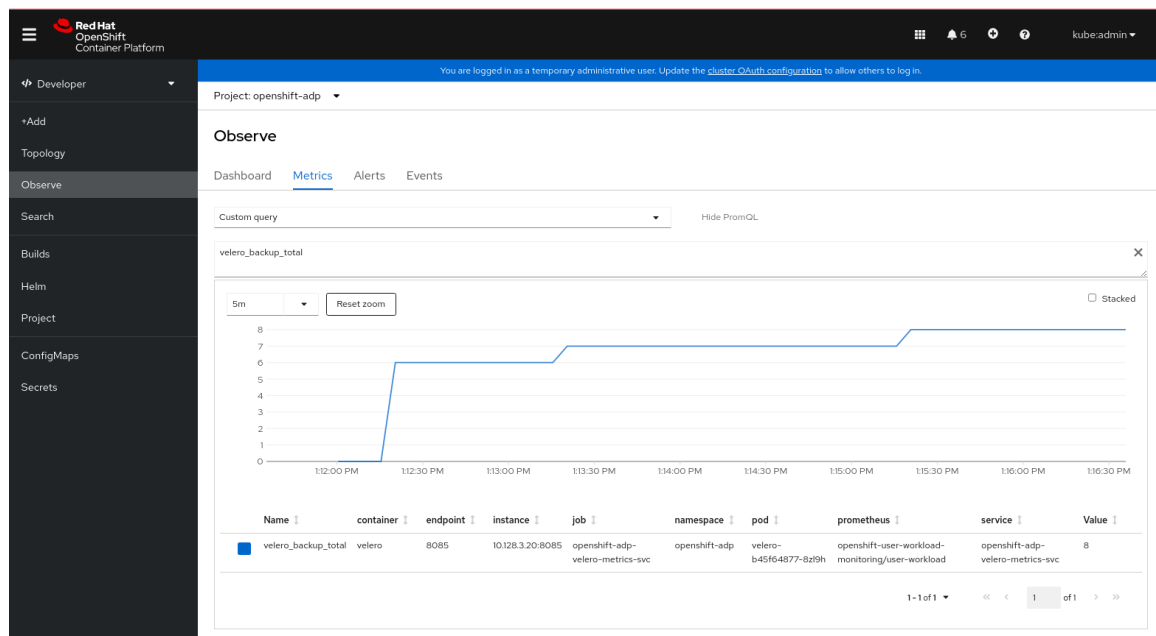 Red Hat
OpenShift
Container Platform
6
kube:admin
You are logged in as a temporary administrative user. Update the cluster OAuth configuration to allow others to log in.
Developer
+Add
Topology
Observe
Search
Builds
Helm
Project
ConfigMaps
Secrets
Project: openshift-adp
Observe
Dashboard Metrics Alerts Events
Custom query
Hide PromQL
velero_backup_total
5m
Reset zoom
Stacked
8
7
6
5
4
3
2
1
0
1:12:00 PM 1:12:30 PM 1:13:00 PM 1:13:30 PM 1:14:00 PM 1:14:30 PM 1:15:00 PM 1:15:30 PM 1:16:00 PM 1:16:30 PM
Name container endpoint instance job namespace pod prometheus service Value
velero_backup_total velero 8085 10.128.3.20:8085 openshift-adp- openshift-adp velero- openshift-user-workload- openshift-adp- 8
velero-metrics-svc b45f64877-8zl9h monitoring/user-workload velero-metrics-svc
1 - 1 of 1
1 of 1